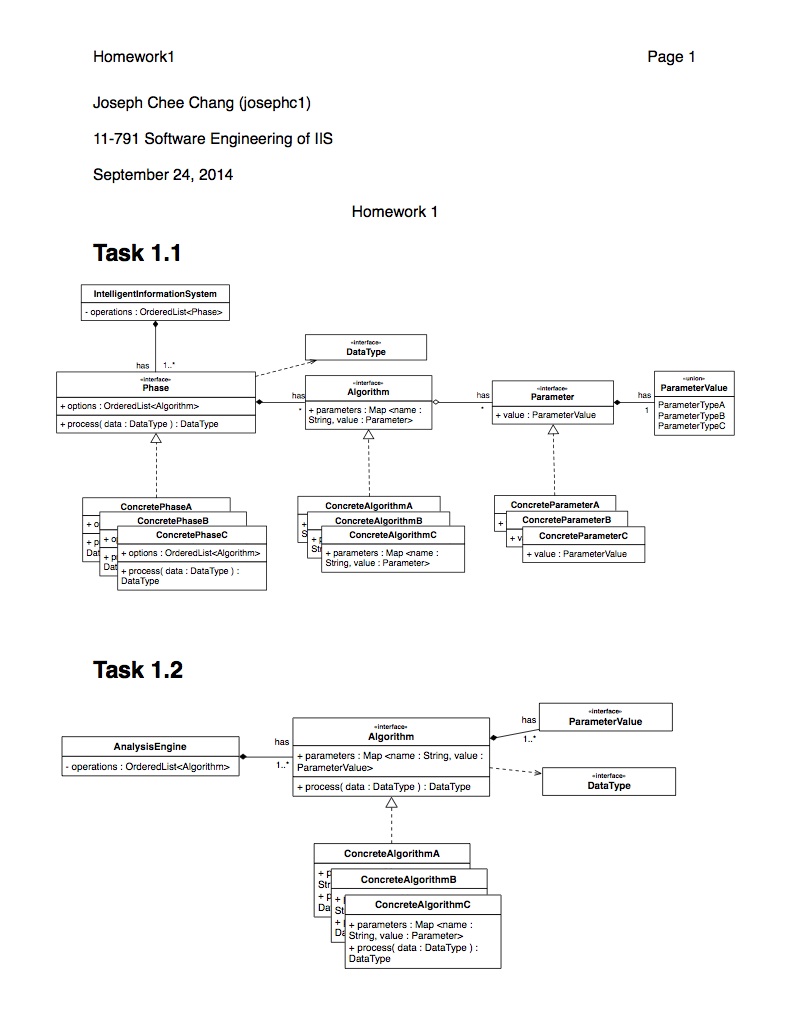 Homework1 Page 1
Joseph Chee Chang (josephc1)
11-791 Software Engineering of IIS
September 24, 2014
Homework 1
Task 1.1
IntelligentInformationSystem
- operations : OrderedList<Phase>
has 1..*
«interface»
DataType
«interface»
Phase
+ options : OrderedList<Algorithm>
+ process( data : DataType ) : DataType
has
*
«interface»
Algorithm
+ parameters : Map <name :
String, value : Parameter>
has
*
«interface»
Parameter
+ value : ParameterValue
has
1
«union»
ParameterValue
ParameterTypeA
ParameterTypeB
ParameterTypeC
ConcretePhaseA
+ o
+ p
Dat
ConcretePhaseB
+ o
+ p
Dat
ConcretePhaseC
+ options : OrderedList<Algorithm>
+ process( data : DataType ) :
DataType
ConcreteAlgorithmA
+
S
ConcreteAlgorithmB
+ p
St
ConcreteAlgorithmC
+ parameters : Map <name :
String, value : Parameter>
ConcreteParameterA
+
ConcreteParameterB
+ v
ConcreteParameterC
+ value : ParameterValue
Task 1.2
AnalysisEngine
- operations : OrderedList<Algorithm>
has
1..*
«interface»
Algorithm
+ parameters : Map <name : String, value :
ParameterValue>
+ process( data : DataType ) : DataType
has
1..*
«interface»
ParameterValue
«interface»
DataType
ConcreteAlgorithmA
+ p
Str
+ p
Da
ConcreteAlgorithmB
+ 
St
+ 
Da
ConcreteAlgorithmC
+ parameters : Map <name :
String, value : Parameter>
+ process( data : DataType ) :
DataType